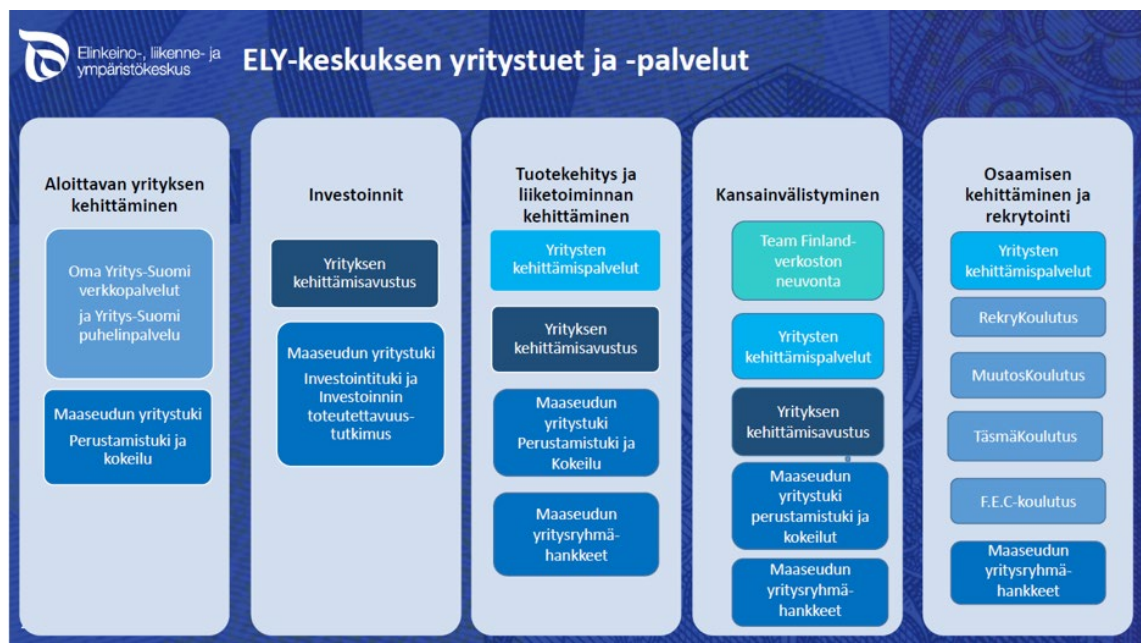 Elinkeino-, liikenne- ja
ympäristökeskus
ELY-keskuksen yritystuet ja -palvelut
Aloittavan yrityksen
kehittäminen
Oma Yritys-Suomi
verkkopalvelut
ja Yritys-Suomi
puhelinpalvelu
Maaseudun yritystuki
Perustamistuki ja
kokeilu
Investoinnit
Yrityksen
kehittämisavustus
Maaseudun yritystuki
Investointituki ja
Investoinnin
toteutettavuus-
tutkimus
Tuotekehitys ja
liiketoiminnan
kehittäminen
Yritysten
kehittämispalvelut
Yrityksen
kehittämisavustus
Maaseudun
yritystuki
Perustamistuki ja
Kokeilu
Maaseudun
yritysryhmä-
hankkeet
Kansainvälistyminen
Team Finland-
verkoston
neuvonta
Yritysten
kehittämispalvelut
Yrityksen
kehittämisavustus
Maaseudun
yritystuki
perustamistuki ja
kokeilut
Maaseudun
yritysryhmä-
hankkeet
Osaamisen
kehittäminen ja
rekrytointi
Yritysten
kehittämispalvelut
RekryKoulutus
MuutosKoulutus
TäsmäKoulutus
F.E.C-koulutus
Maaseudun
yritysryhmä-
hankkeet